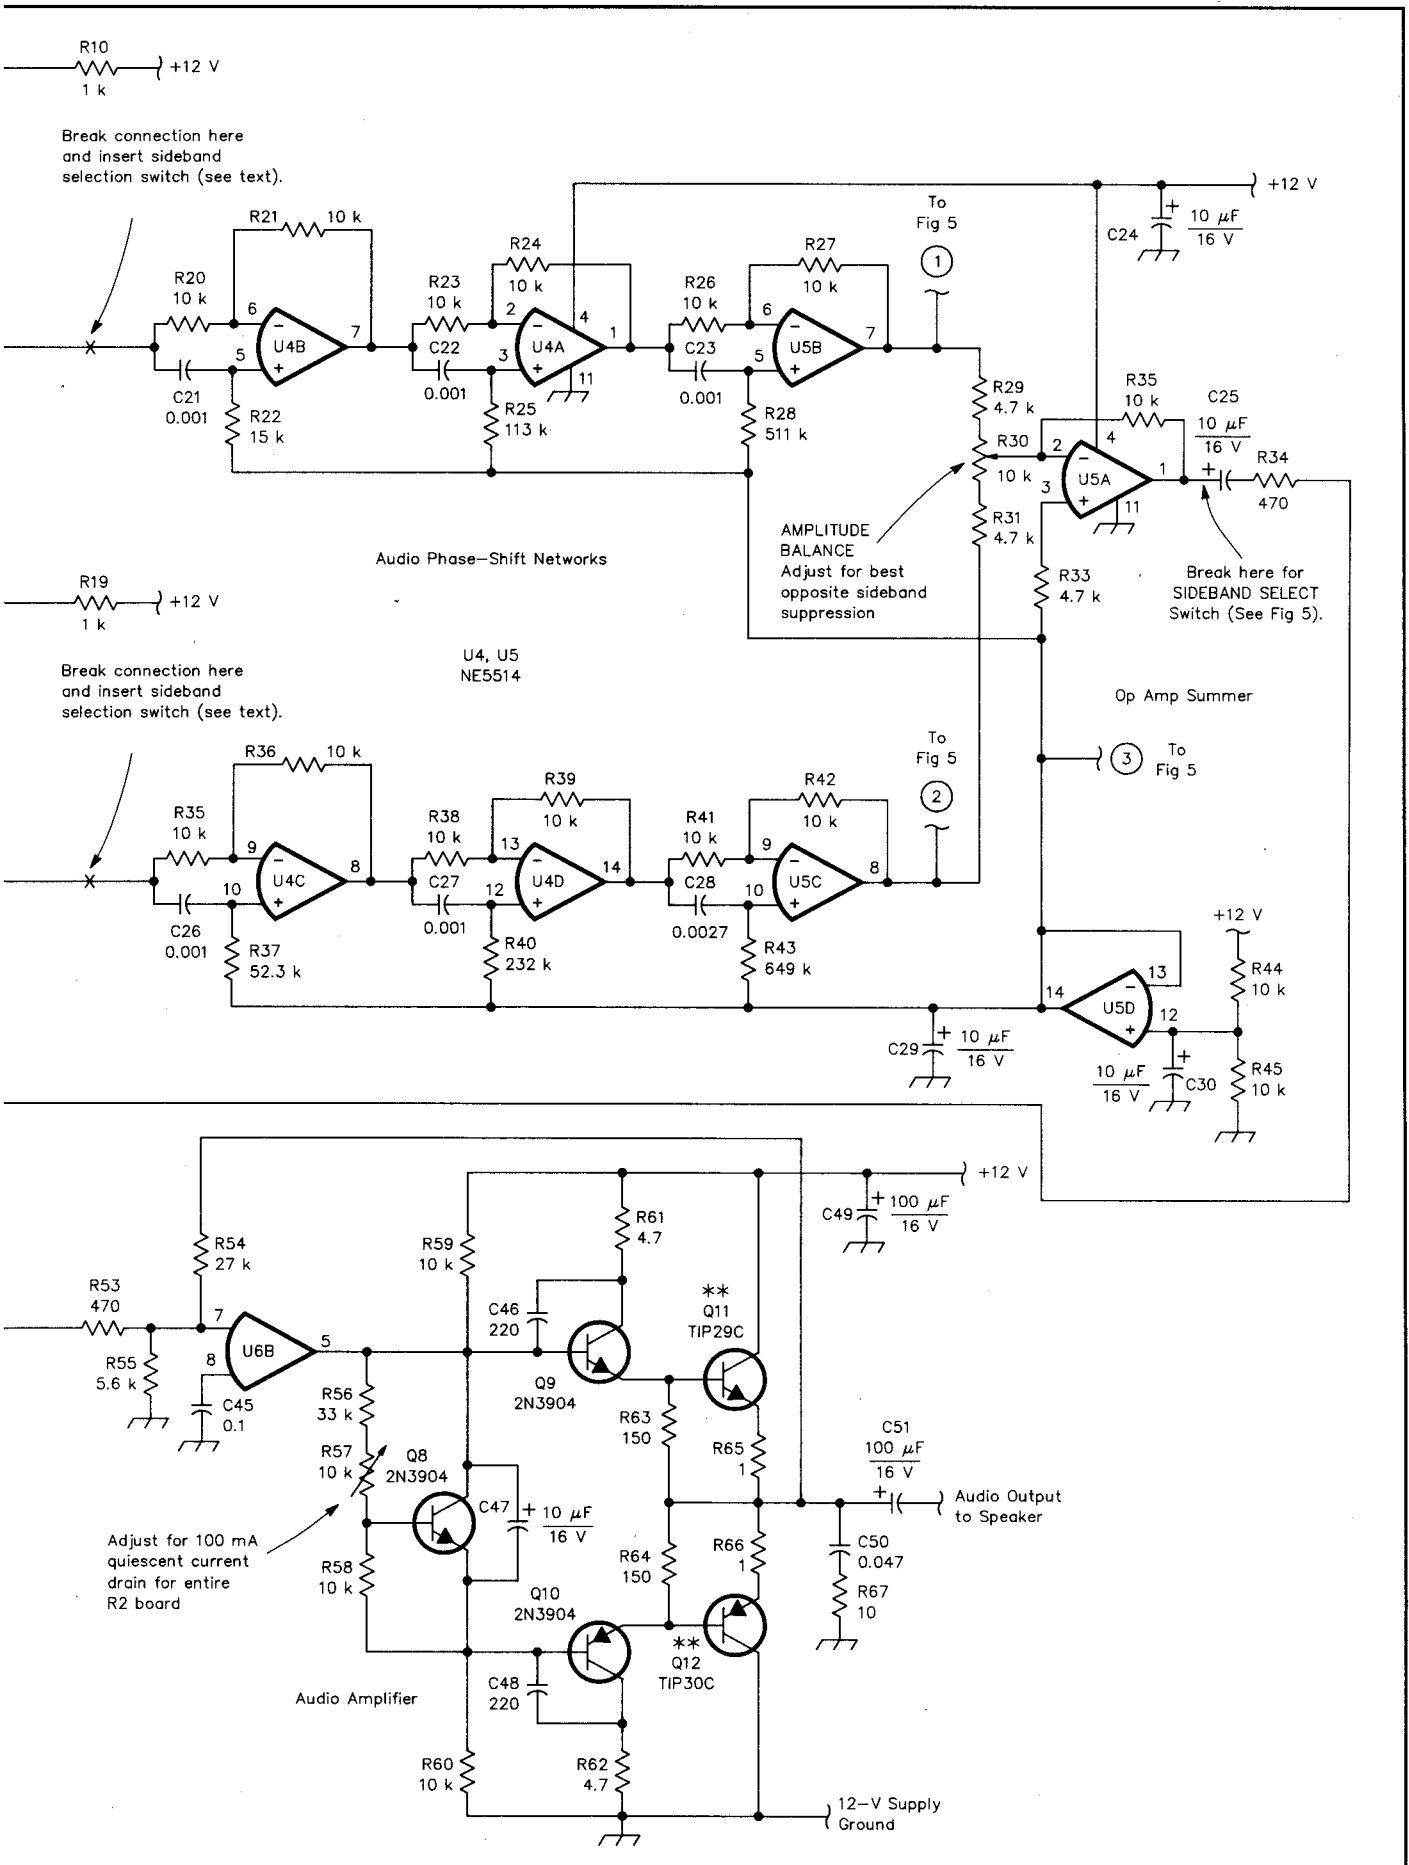 R10
+12 V
1 k
Break connection here
and insert sideband
selection switch (see text).
+12 V
To
Fig 5
1
C24
+
10 µF
16 V
R21
10 k
R20
10 k
6
−
5
+
U4B
7
C21
0.001
R22
15 k
R23
10 k
C22
0.001
R24
10 k
2
−
3
+
U4A
4
11
1
R25
113 k
R26
10 k
C23
0.001
R27
10 k
6
−
5
+
U5B
7
R28
511 k
R29
4.7 k
R30
10 k
R31
4.7 k
R35
10 k
2
−
3
+
U5A
4
11
1
C25
10 µF
16 V
+
R34
470
AMPLITUDE
BALANCE
Adjust for best
opposite sideband
suppression
R33
4.7 k
Break here for
SIDEBAND SELECT
Switch (See Fig 5).
Audio Phase−Shift Networks
R19
+12 V
1 k
U4, U5
NE5514
Break connection here
and insert sideband
selection switch (see text).
Op Amp Summer
To
Fig 5
2
3
To
Fig 5
R36
10 k
R35
10 k
9
−
10
+
U4C
8
C26
0.001
R37
52.3 k
R38
10 k
C27
0.001
R39
10 k
13
−
12
+
U4D
14
R40
232 k
R41
10 k
C28
0.0027
R42
10 k
9
−
10
+
U5C
8
R43
649 k
+12 V
R44
10 k
14
U5D
13
−
12
+
C29
+
10 µF
16 V
10 µF
16 V
+
C30
R45
10 k
+12 V
C49
+
100 µF
16 V
R54
27 k
R59
10 k
R61
4.7
R53
470
7
8
U6B
5
R55
5.6 k
C45
0.1
C46
220
Q9
2N3904
**
Q11
TIP29C
R56
33 k
R57
10 k
Q8
2N3904
C47
+
10 µF
16 V
R63
150
R65
1
C51
100 µF
16 V
+
Audio Output
to Speaker
Adjust for 100 mA
quiescent current
drain for entire
R2 board
R58
10 k
R64
150
R66
1
C50
0.047
R67
10
Q10
2N3904
**
Q12
TIP30C
C48
220
Audio Amplifier
R60
10 k
R62
4.7
12−V Supply
Ground